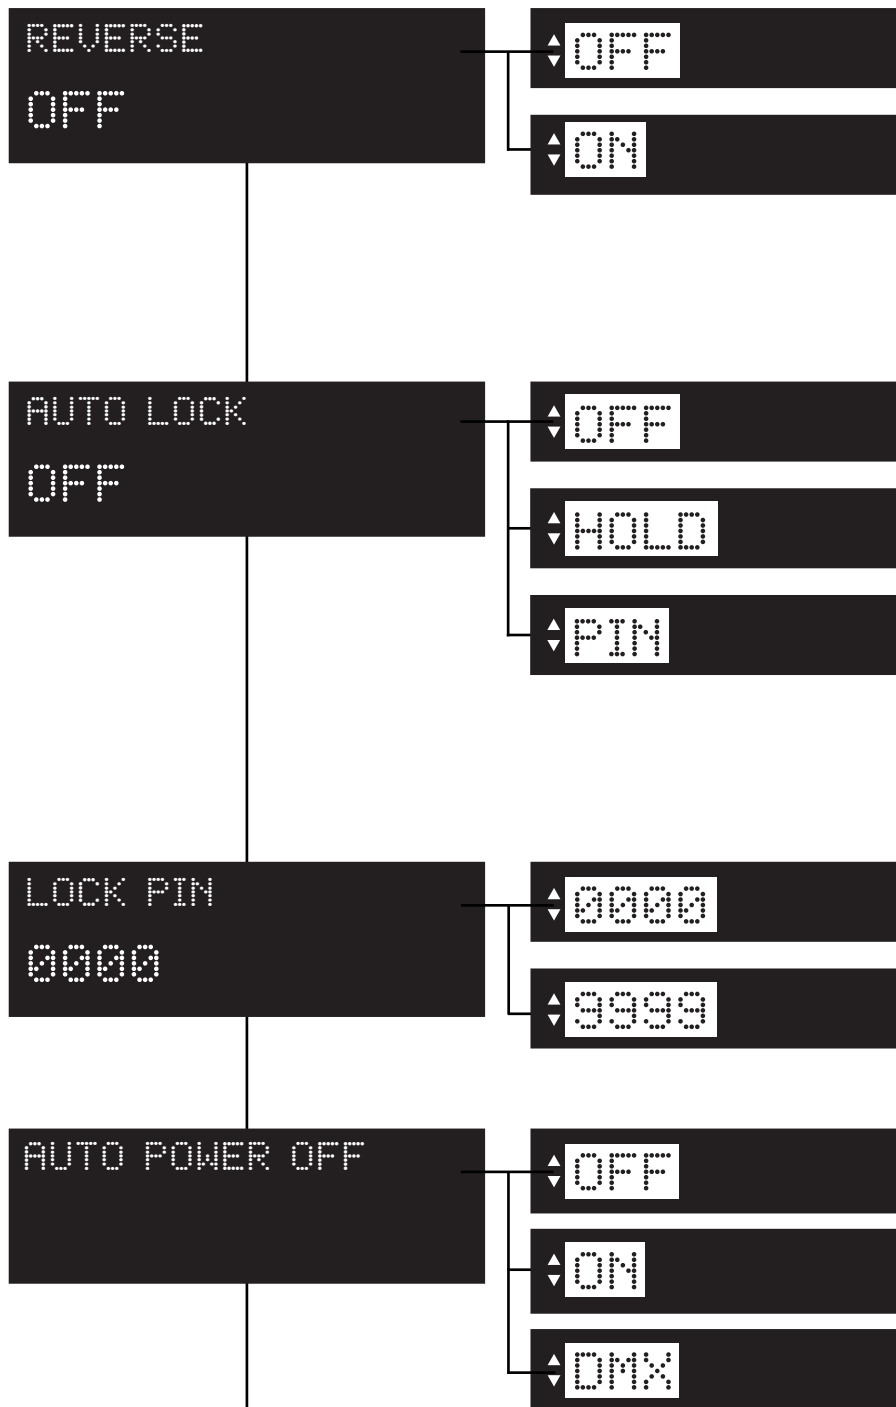 REVERSE
OFF
OFF
ON
AUTO LOCK
OFF
OFF
HOLD
PIN
LOCK PIN
0000
0000
9999
AUTO POWER OFF
OFF
ON
DMX